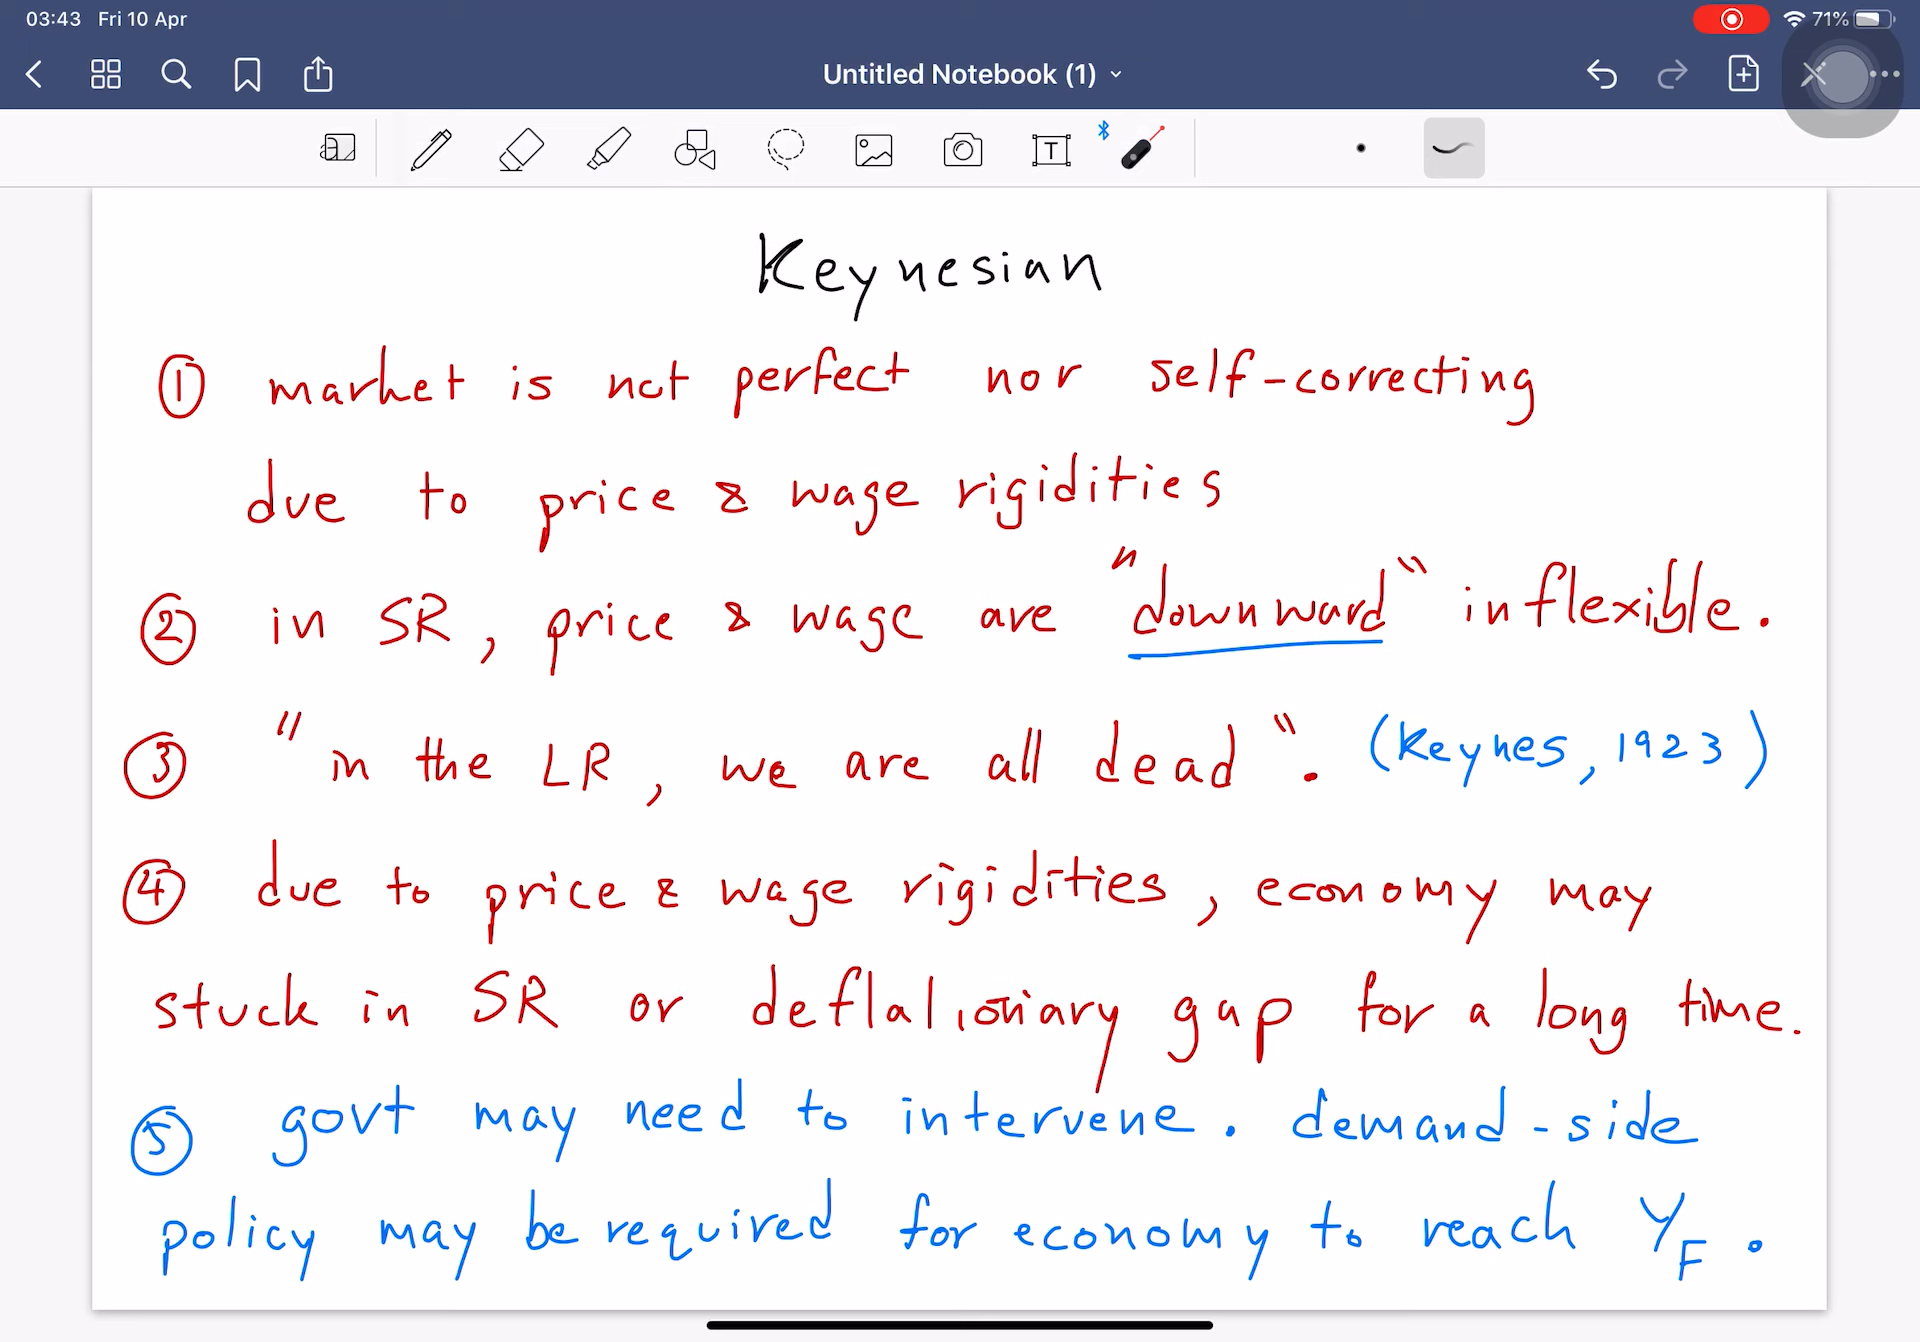 03:43 Fri 10 Apr 71%
Untitled Notebook (1)
Keynesian
① market is not perfect nor self-correcting
due to price & wage rigidities
② in SR, price & wage are "downward" inflexible.
③ "in the LR, we are all dead". (Keynes, 1923)
④ due to price & wage rigidities, economy may
stuck in SR or deflationary gap for a long time.
⑤ govt may need to intervene. demand-side
policy may be required for economy to reach Y_F.